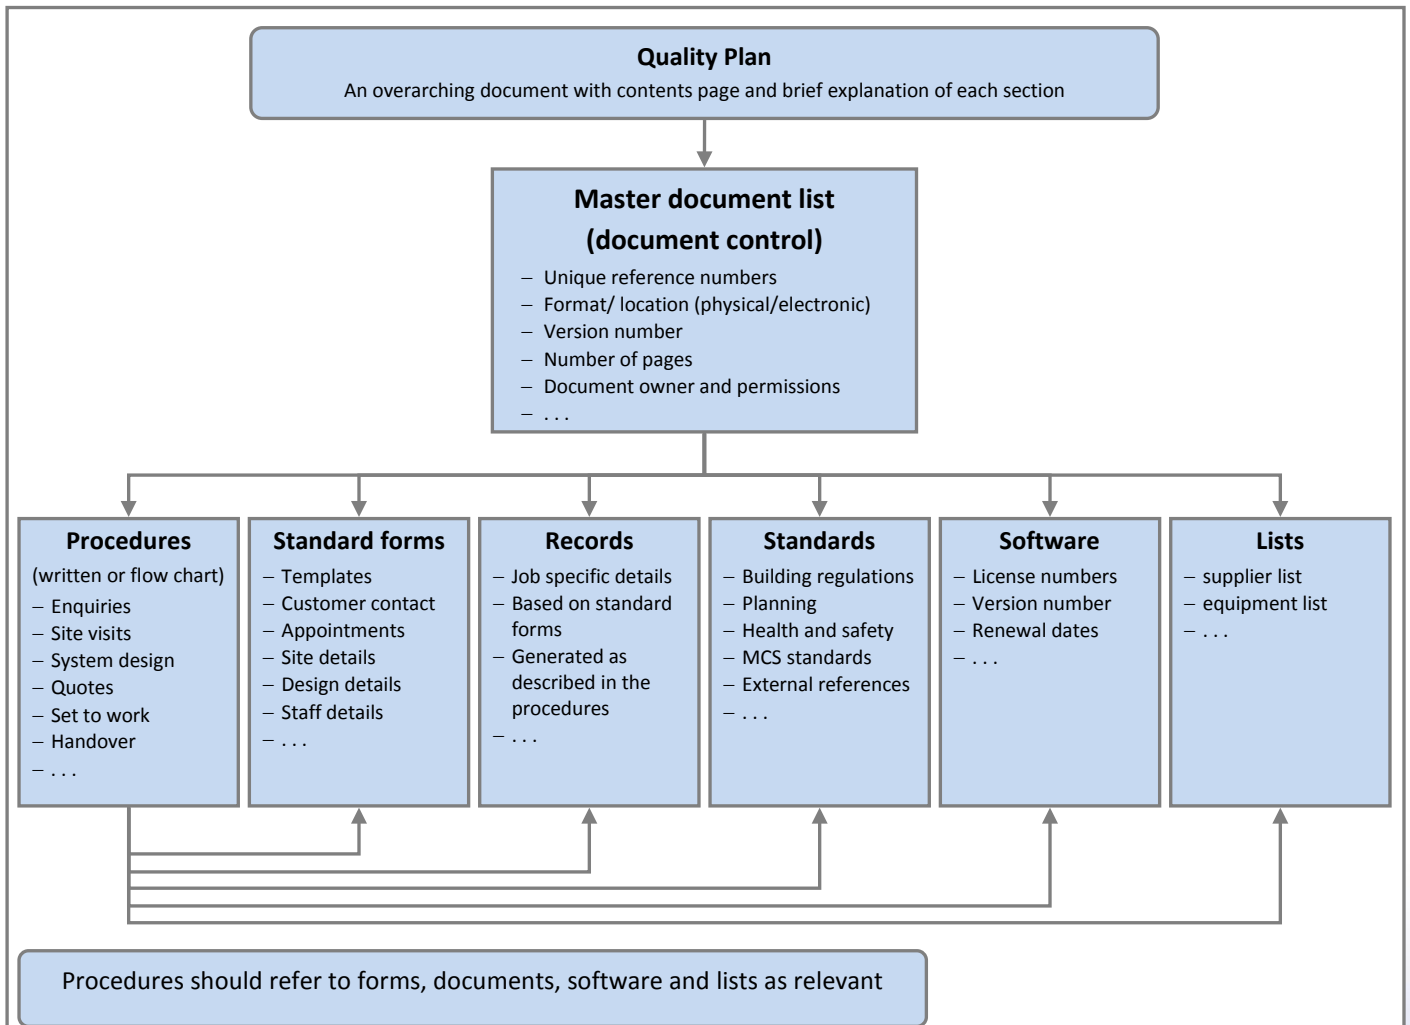 Quality Plan
An overarching document with contents page and brief explanation of each section
Master document list
(document control)
– Unique reference numbers
– Format/ location (physical/electronic)
– Version number
– Number of pages
– Document owner and permissions
– . . .
Procedures
(written or flow chart)
– Enquiries
– Site visits
– System design
– Quotes
– Set to work
– Handover
– . . .
Standard forms
– Templates
– Customer contact
– Appointments
– Site details
– Design details
– Staff details
– . . .
Records
– Job specific details
– Based on standard
forms
– Generated as
described in the
procedures
– . . .
Standards
– Building regulations
– Planning
– Health and safety
– MCS standards
– External references
– . . .
Software
– License numbers
– Version number
– Renewal dates
– . . .
Lists
– supplier list
– equipment list
– . . .
Procedures should refer to forms, documents, software and lists as relevant